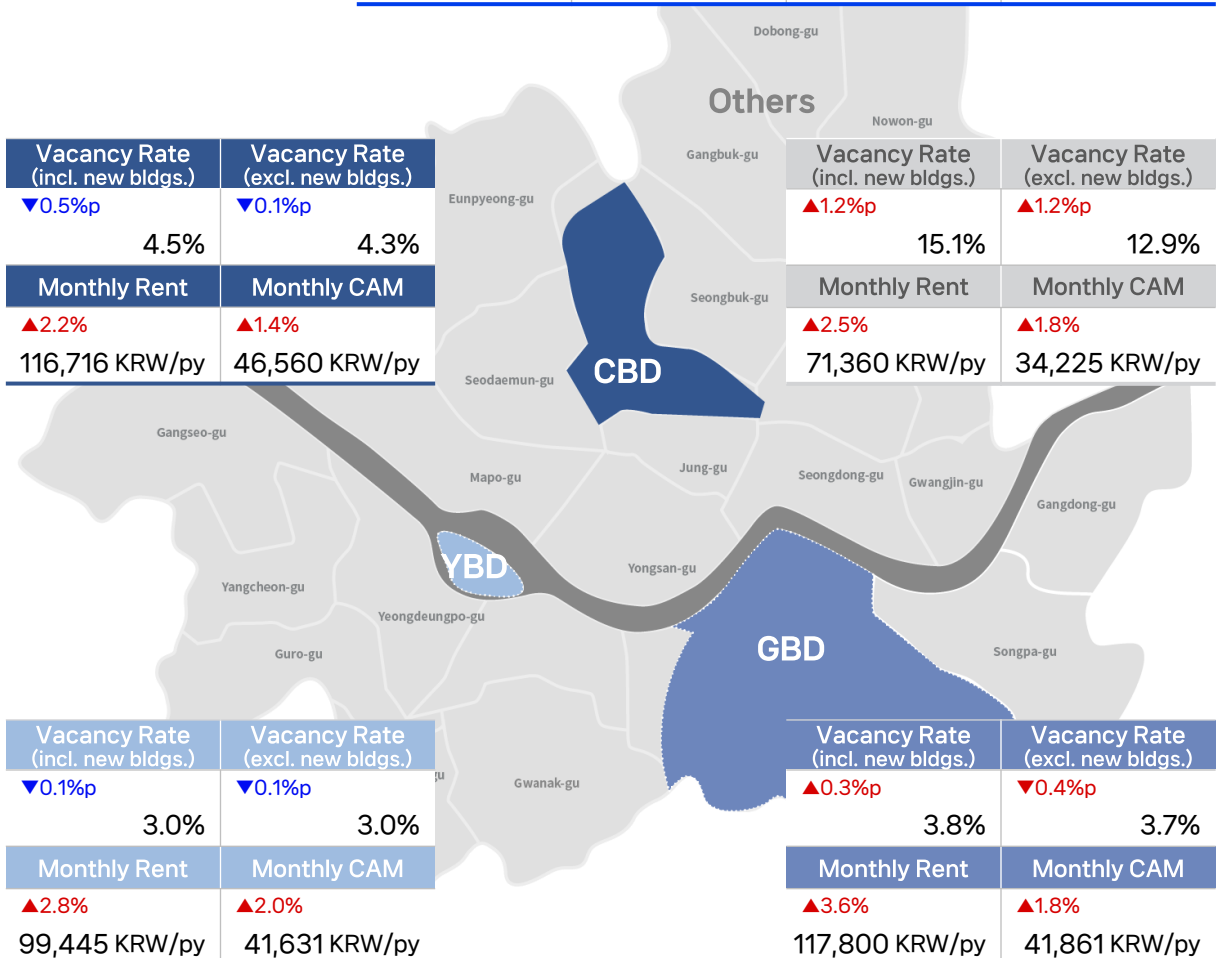 Dobong-gu
Others
Nowon-gu
Gangbuk-gu
Vacancy Rate
(incl. new bldgs.)
Vacancy Rate
(excl. new bldgs.)
▼0.5%p
▼0.1%p
4.5%
4.3%
Monthly Rent
Monthly CAM
▲2.2%
▲1.4%
116,716 KRW/py
46,560 KRW/py
Eunpyeong-gu
Vacancy Rate
(incl. new bldgs.)
Vacancy Rate
(excl. new bldgs.)
▲1.2%p
▲1.2%p
15.1%
12.9%
Monthly Rent
Monthly CAM
▲2.5%
▲1.8%
71,360 KRW/py
34,225 KRW/py
Seongbuk-gu
CBD
Seodaemun-gu
Gangseo-gu
Mapo-gu
Jung-gu
Seongdong-gu
Gwangjin-gu
Gangdong-gu
YBD
Yongsan-gu
Yangcheon-gu
Yeongdeungpo-gu
Guro-gu
GBD
Songpa-gu
Vacancy Rate
(incl. new bldgs.)
Vacancy Rate
(excl. new bldgs.)
▼0.1%p
▼0.1%p
3.0%
3.0%
Monthly Rent
Monthly CAM
▲2.8%
▲2.0%
99,445 KRW/py
41,631 KRW/py
gu
Gwanak-gu
Vacancy Rate
(incl. new bldgs.)
Vacancy Rate
(excl. new bldgs.)
▲0.3%p
▼0.4%p
3.8%
3.7%
Monthly Rent
Monthly CAM
▲3.6%
▲1.8%
117,800 KRW/py
41,861 KRW/py